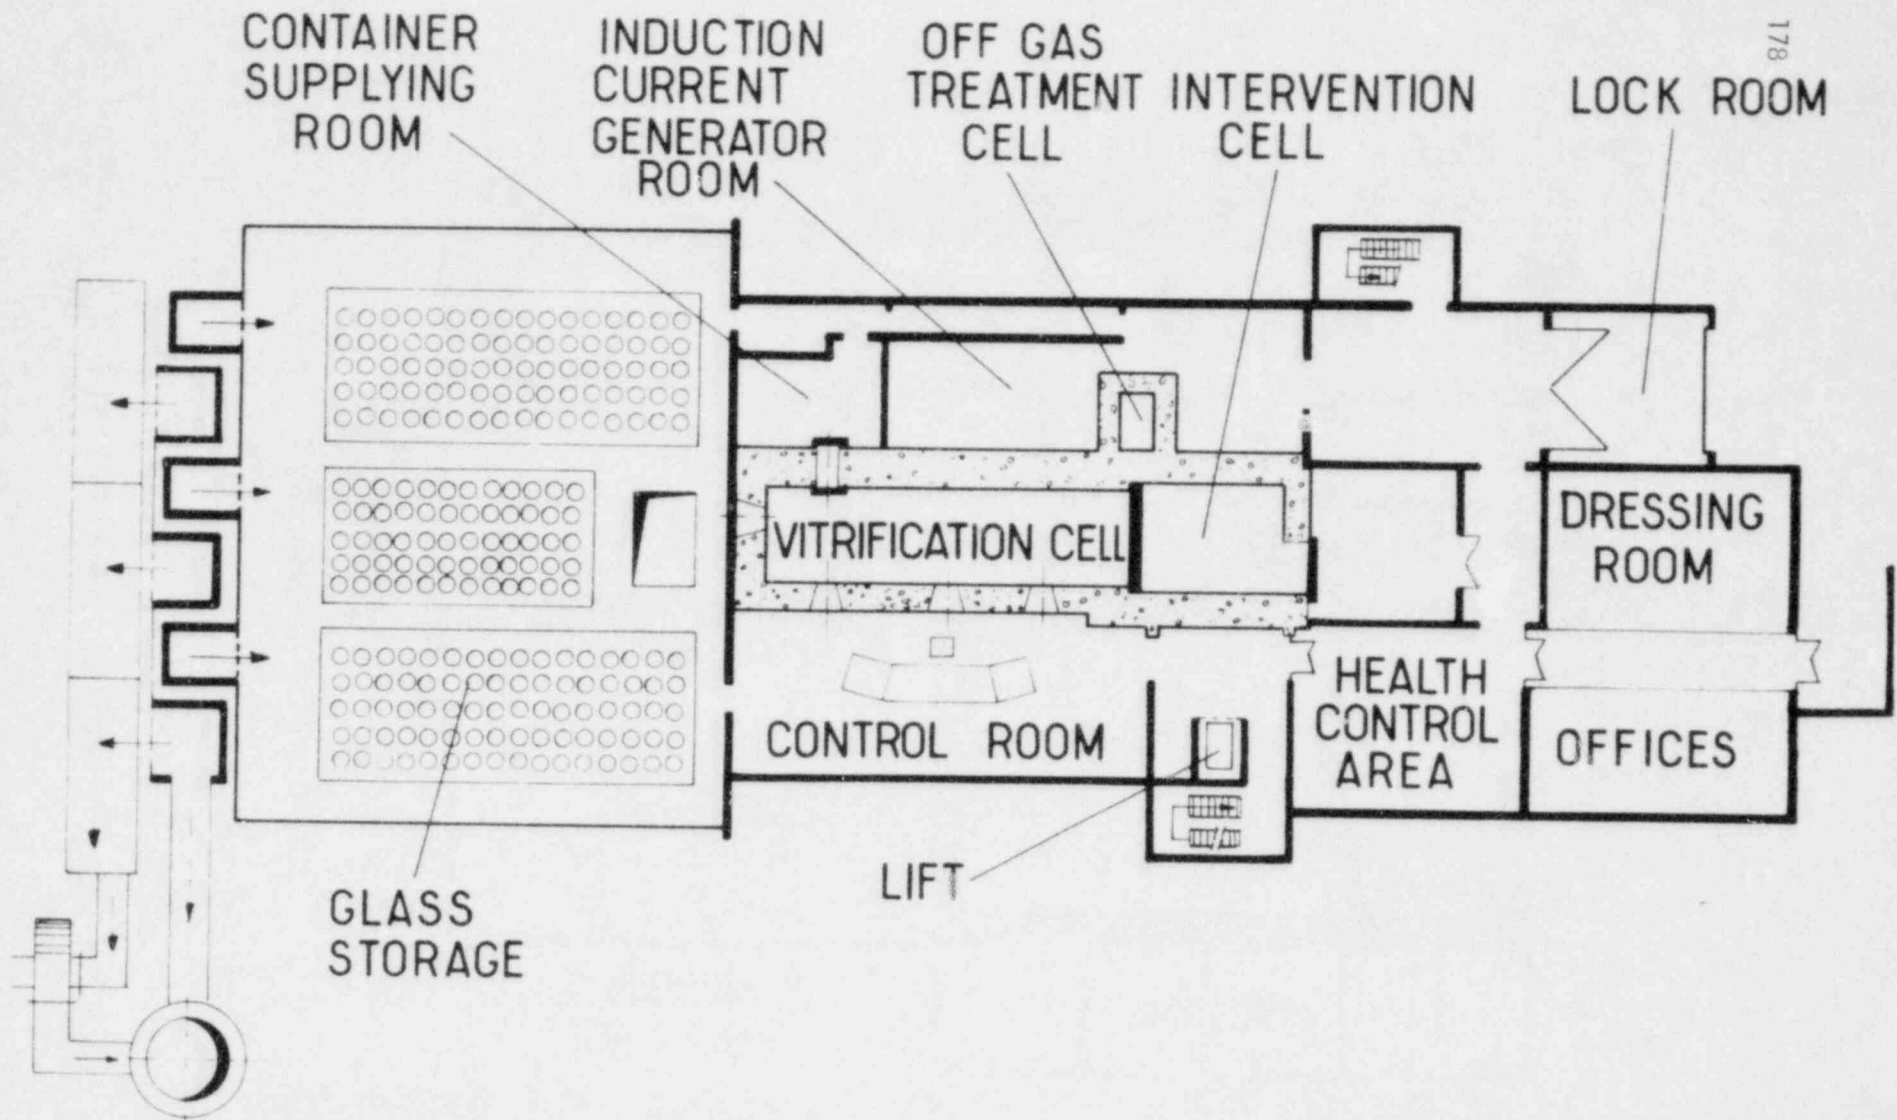 CONTAINER
SUPPLYING
ROOM
INDUCTION
CURRENT
GENERATOR
ROOM
OFF GAS
TREATMENT
CELL
INTERVENTION
CELL
178
LOCK ROOM
VITRIFICATION CELL
DRESSING
ROOM
HEALTH
CONTROL
AREA
CONTROL ROOM
OFFICES
LIFT
GLASS
STORAGE